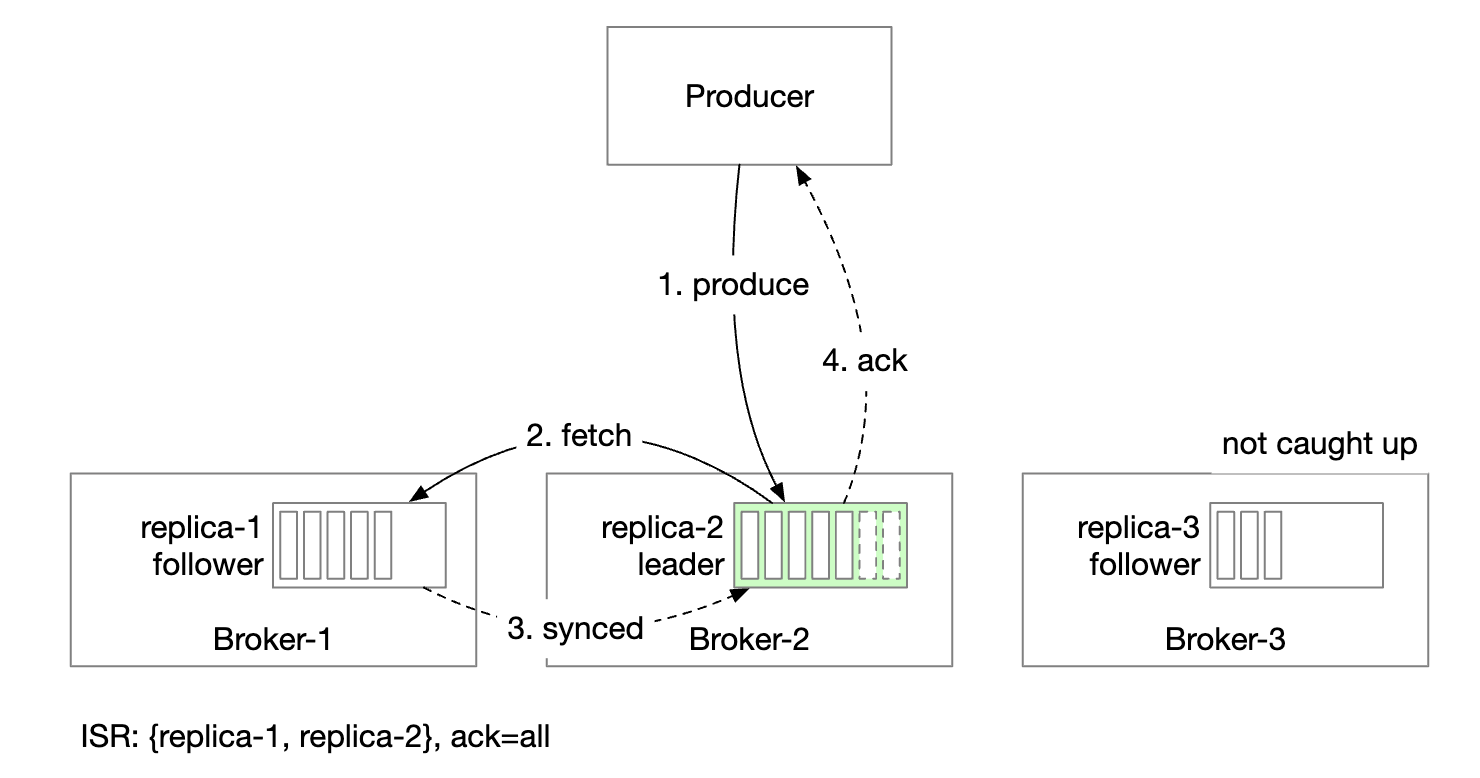 Producer
1. produce
4. ack
2. fetch
not caught up
replica-1
follower
replica-2
leader
replica-3
follower
3. synced
Broker-1
Broker-2
Broker-3
ISR: {replica-1, replica-2}, ack=all